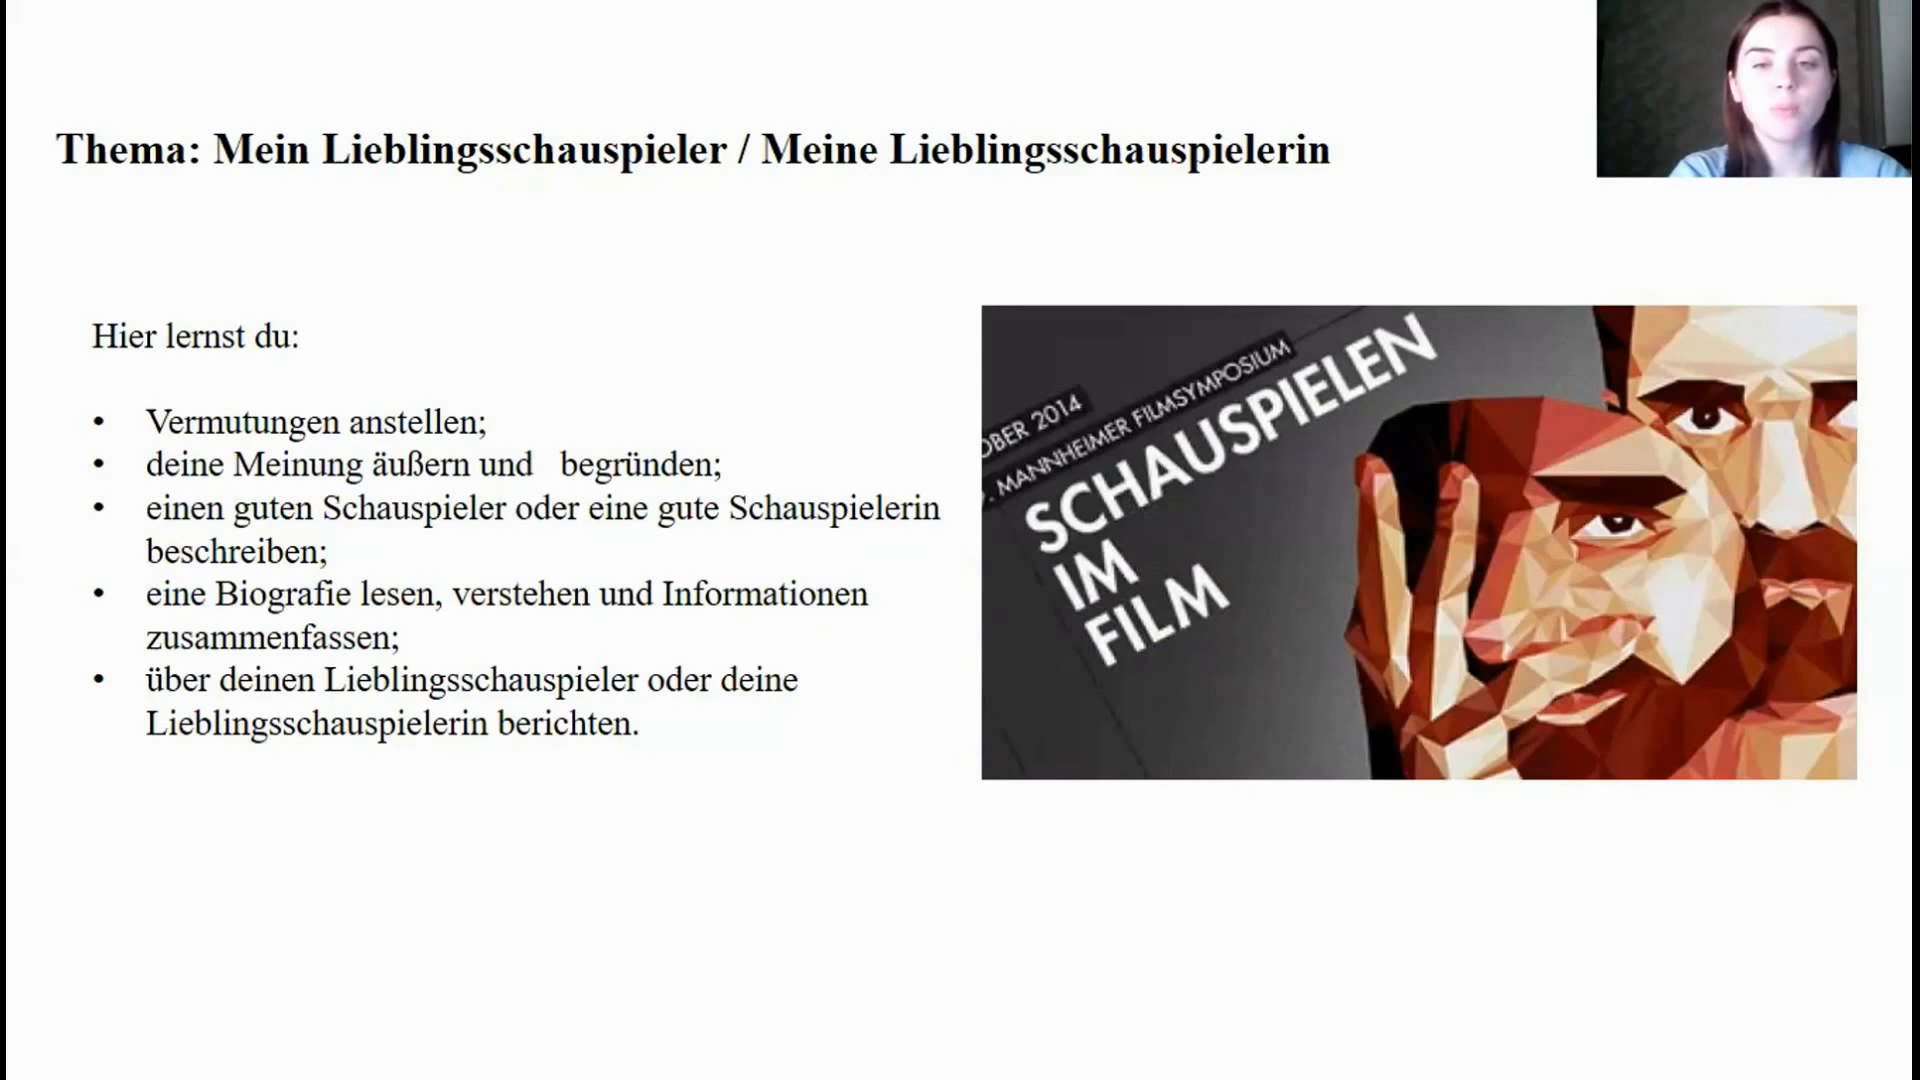 Thema: Mein Lieblingsschauspieler / Meine Lieblingsschauspielerin
Hier lernst du:
• Vermutungen anstellen;
• deine Meinung äußern und begründen;
• einen guten Schauspieler oder eine gute Schauspielerin
beschreiben;
• eine Biografie lesen, verstehen und Informationen
zusammenfassen;
• über deinen Lieblingsschauspieler oder deine
Lieblingsschauspielerin berichten.
OBER 2014
. MANNHEIMER FILMSYMPOSIUM
SCHAUSPIELEN
IM
FILM